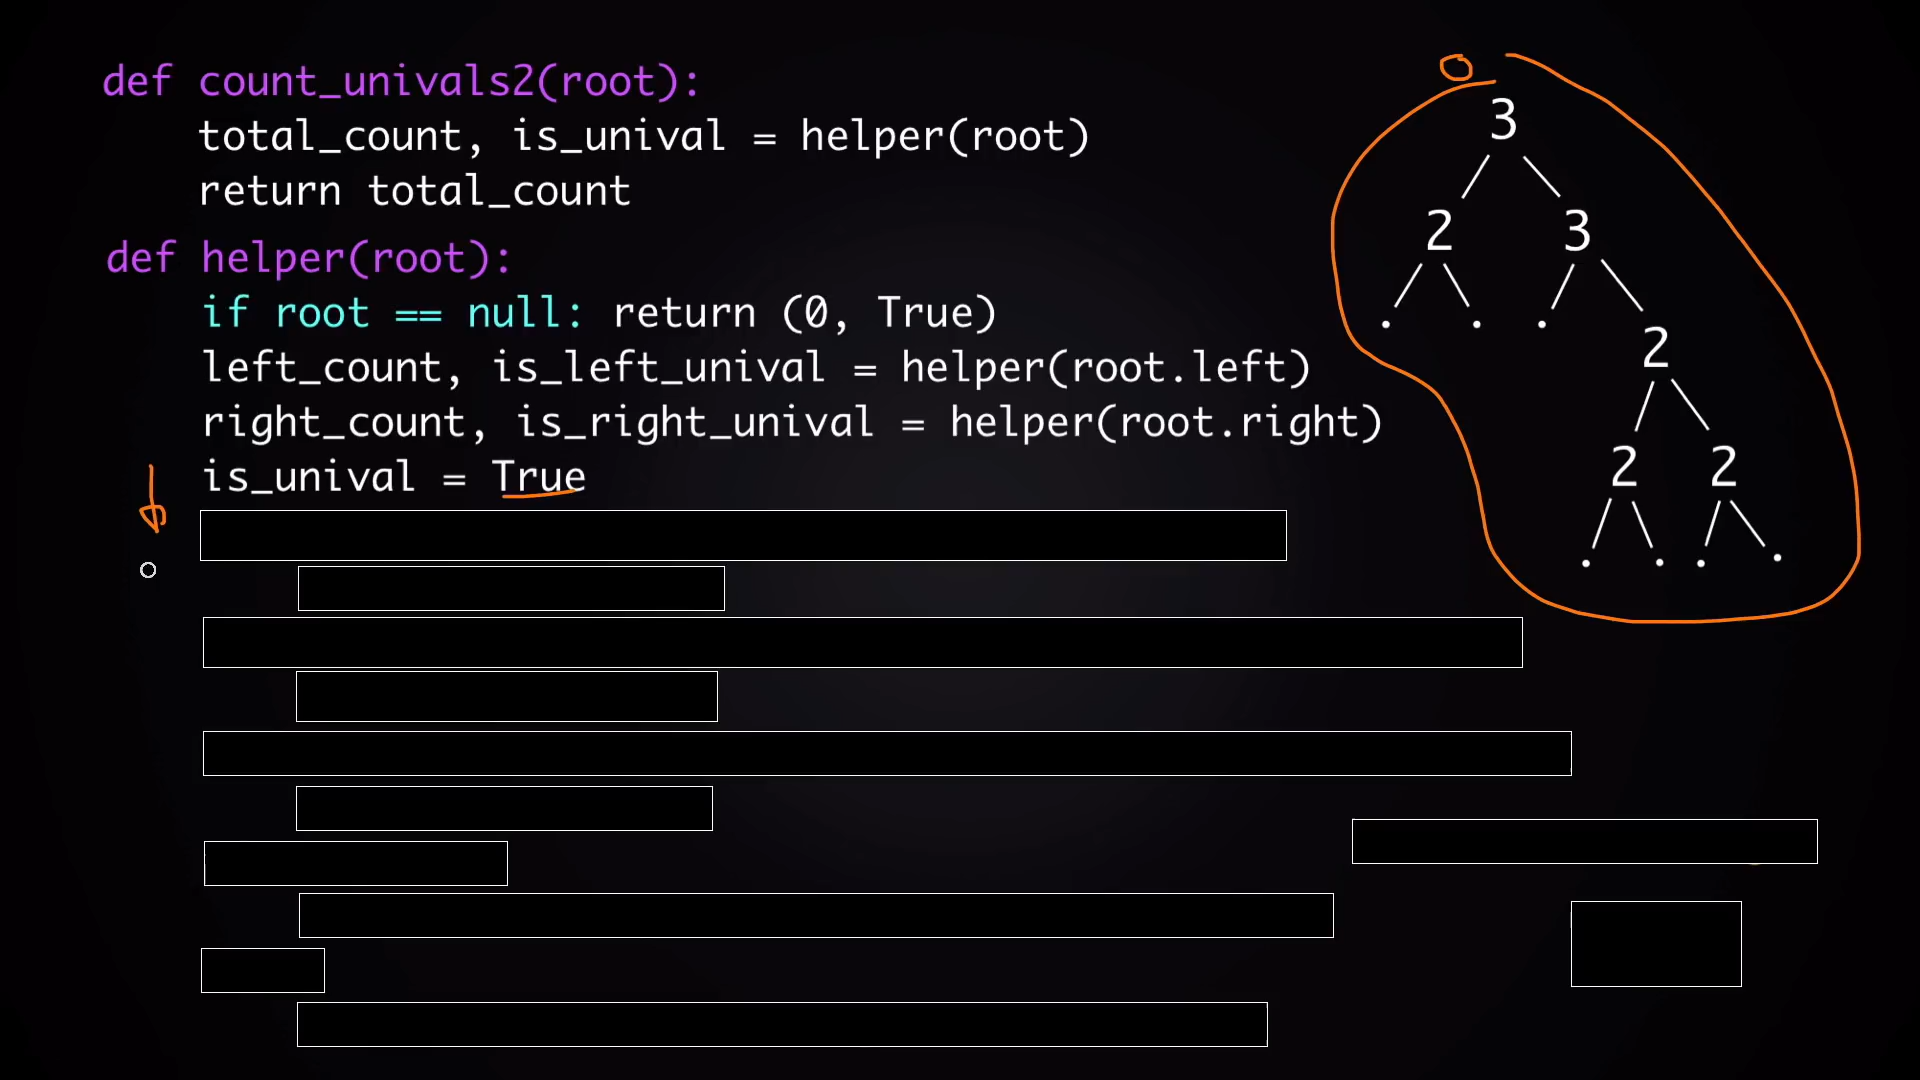 def count_univals2(root):
total_count, is_unival = helper(root)
return total_count
def helper(root):
if root == null: return (0, True)
left_count, is_left_unival = helper(root.left)
right_count, is_right_unival = helper(root.right)
is_unival = True
0
3
2 3
2
2 2